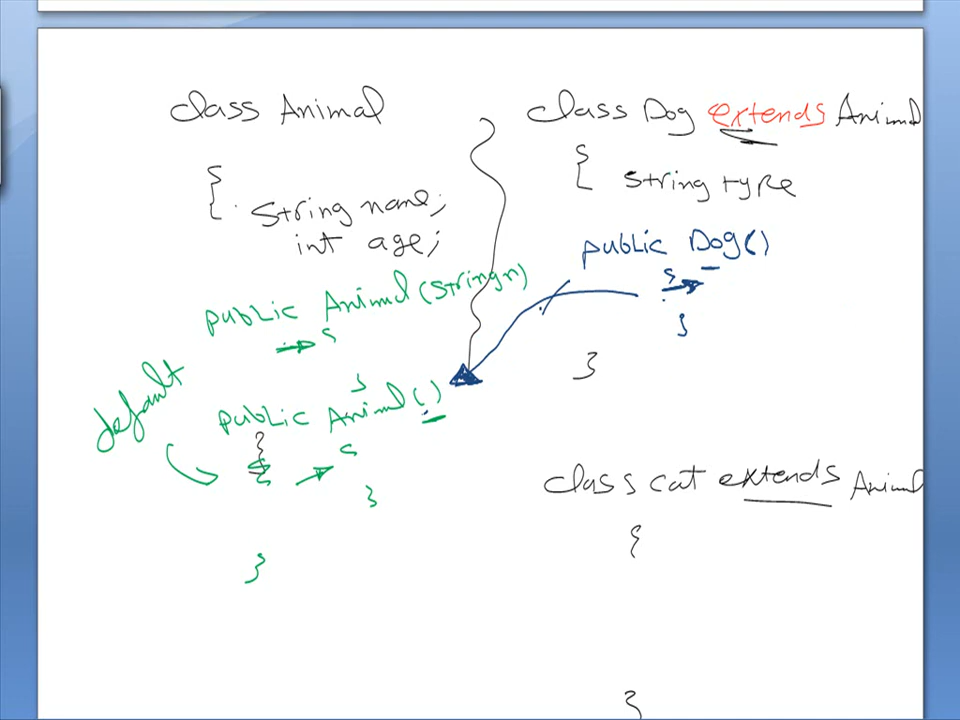 class Animal
{
String name;
int age;
public Animal(String n)
{
}
default
public Animal()
{
}
}
class Dog extends Animal
{
String type
public Dog()
{
}
}
class cat extends Animal
{
}